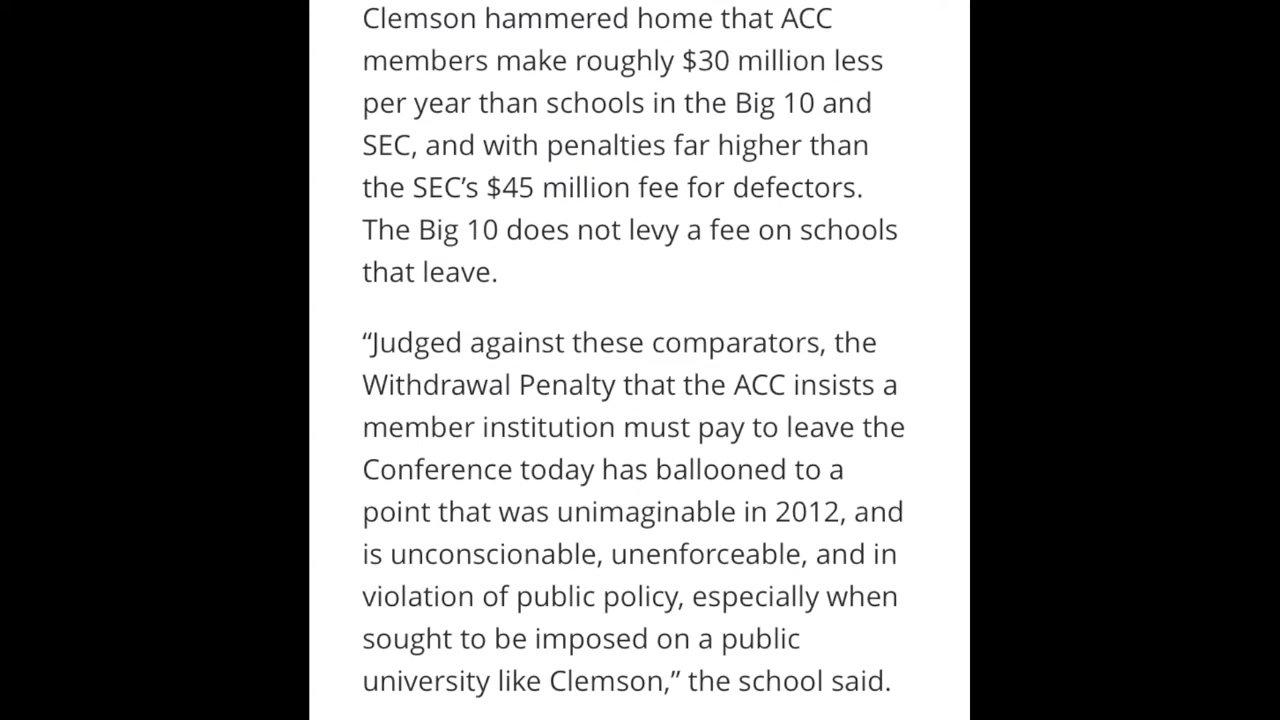 Clemson hammered home that ACC
members make roughly $30 million less
per year than schools in the Big 10 and
SEC, and with penalties far higher than
the SEC’s $45 million fee for defectors.
The Big 10 does not levy a fee on schools
that leave.
“Judged against these comparators, the
Withdrawal Penalty that the ACC insists a
member institution must pay to leave the
Conference today has ballooned to a
point that was unimaginable in 2012, and
is unconscionable, unenforceable, and in
violation of public policy, especially when
sought to be imposed on a public
university like Clemson,” the school said.